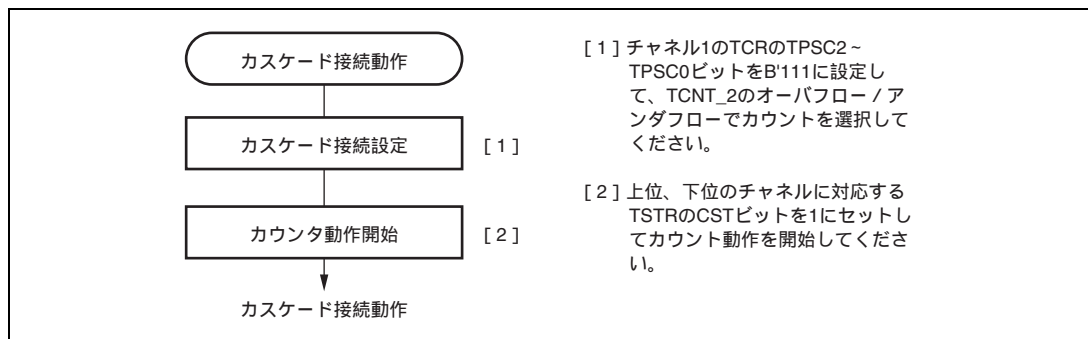 カスケード接続動作
カスケード接続設定
[1]
カウンタ動作開始
[2]
カスケード接続動作
[1] チャネル1のTCRのTPSC2~
TPSC0ビットをB'111に設定し
て、TCNT_2のオーバフロー/ア
ンダフローでカウントを選択して
ください。
[2] 上位、下位のチャネルに対応する
TSTRのCSTビットを1にセットし
てカウント動作を開始してくださ
い。